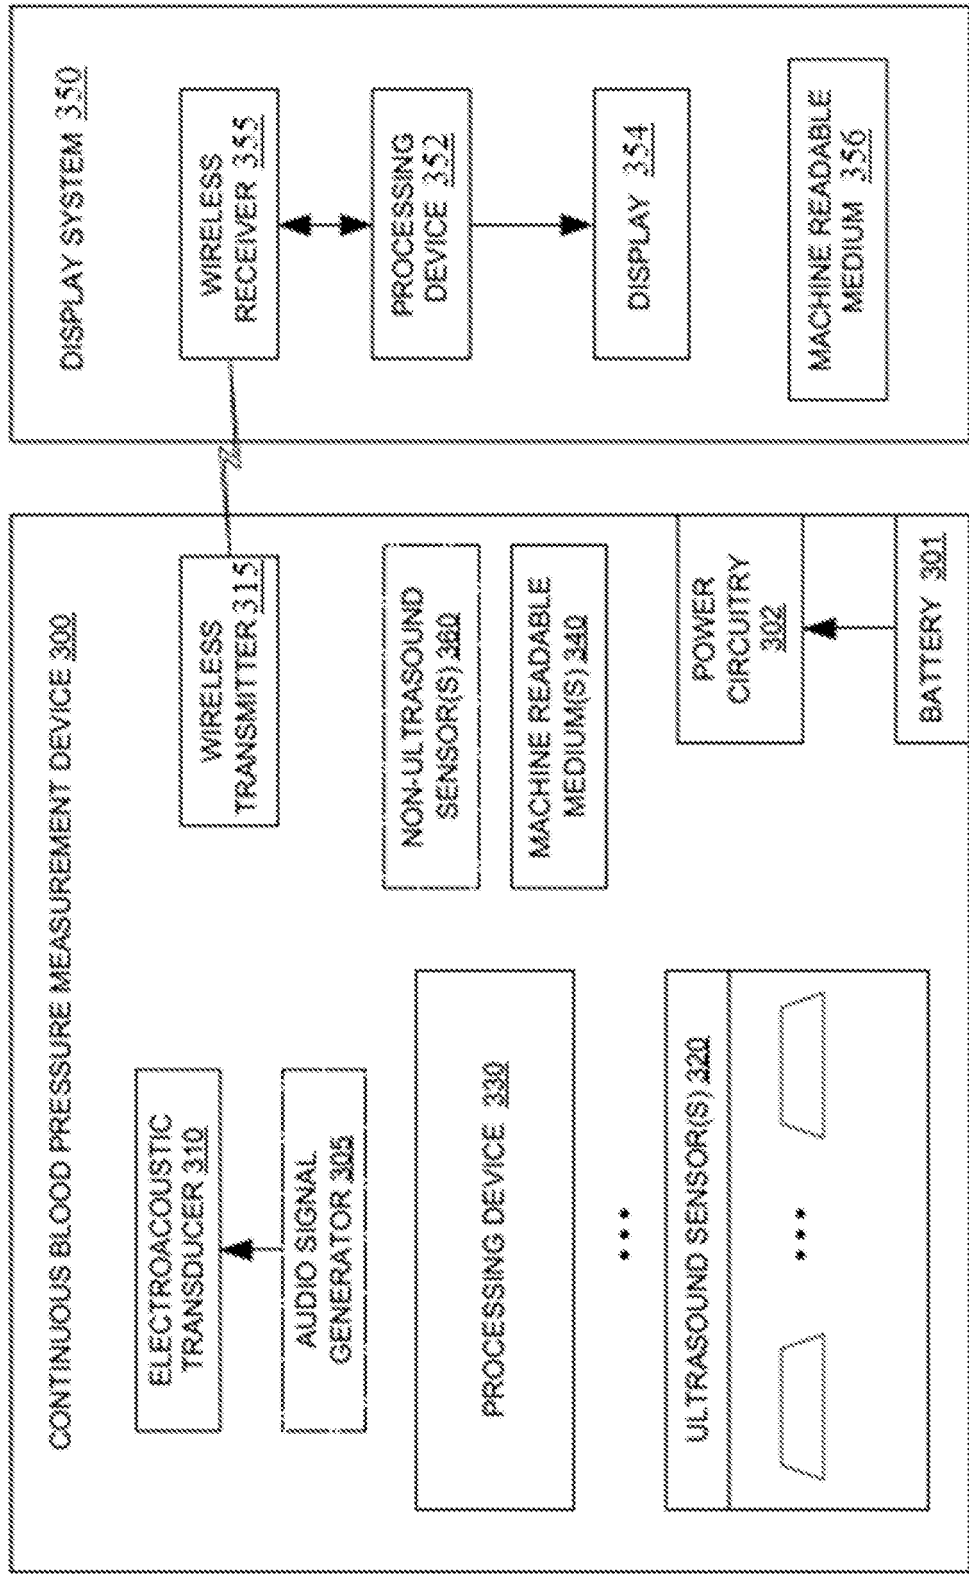 CONTINUOUS BLOOD PRESSURE MEASUREMENT DEVICE 300
ELECTROACOUSTIC
TRANSDUCER 310
AUDIO SIGNAL
GENERATOR 305
PROCESSING DEVICE 330
ULTRASOUND SENSOR(S) 320
WIRELESS
TRANSMITTER 315
NON-ULTRASOUND
SENSOR(S) 380
MACHINE READABLE
MEDIUM(S) 340
POWER
CIRCUITRY
302
BATTERY 301
DISPLAY SYSTEM 350
WIRELESS
RECEIVER 355
PROCESSING
DEVICE 352
DISPLAY 354
MACHINE READABLE
MEDIUM 356